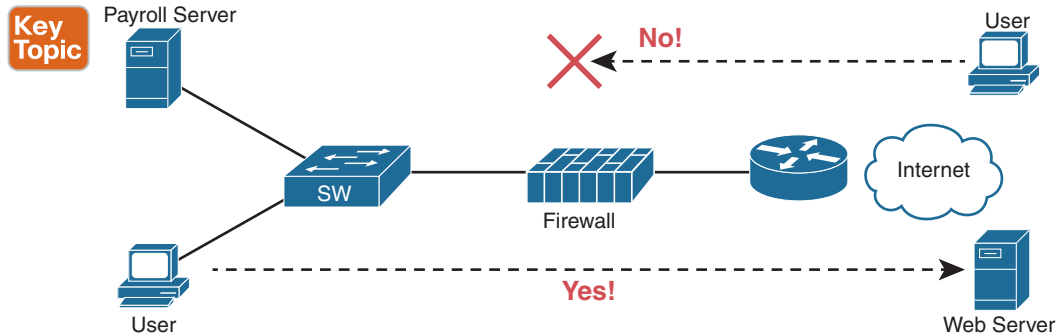 Key
Topic
Payroll Server
User
No!
SW
Firewall
Internet
Yes!
User
Web Server